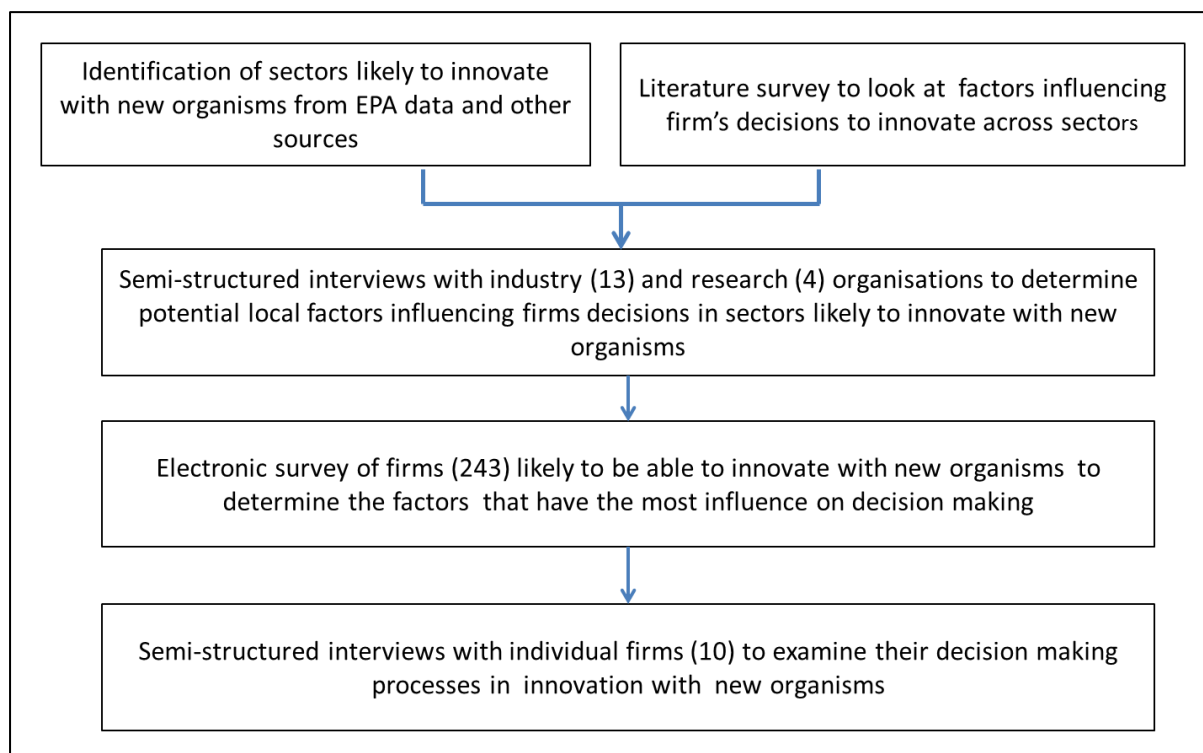 Identification of sectors likely to innovate
with new organisms from EPA data and other
sources
Literature survey to look at factors influencing
firm's decisions to innovate across sectors
Semi-structured interviews with industry (13) and research (4) organisations to determine
potential local factors influencing firms decisions in sectors likely to innovate with new
organisms
Electronic survey of firms (243) likely to be able to innovate with new organisms to
determine the factors that have the most influence on decision making
Semi-structured interviews with individual firms (10) to examine their decision making
processes in innovation with new organisms